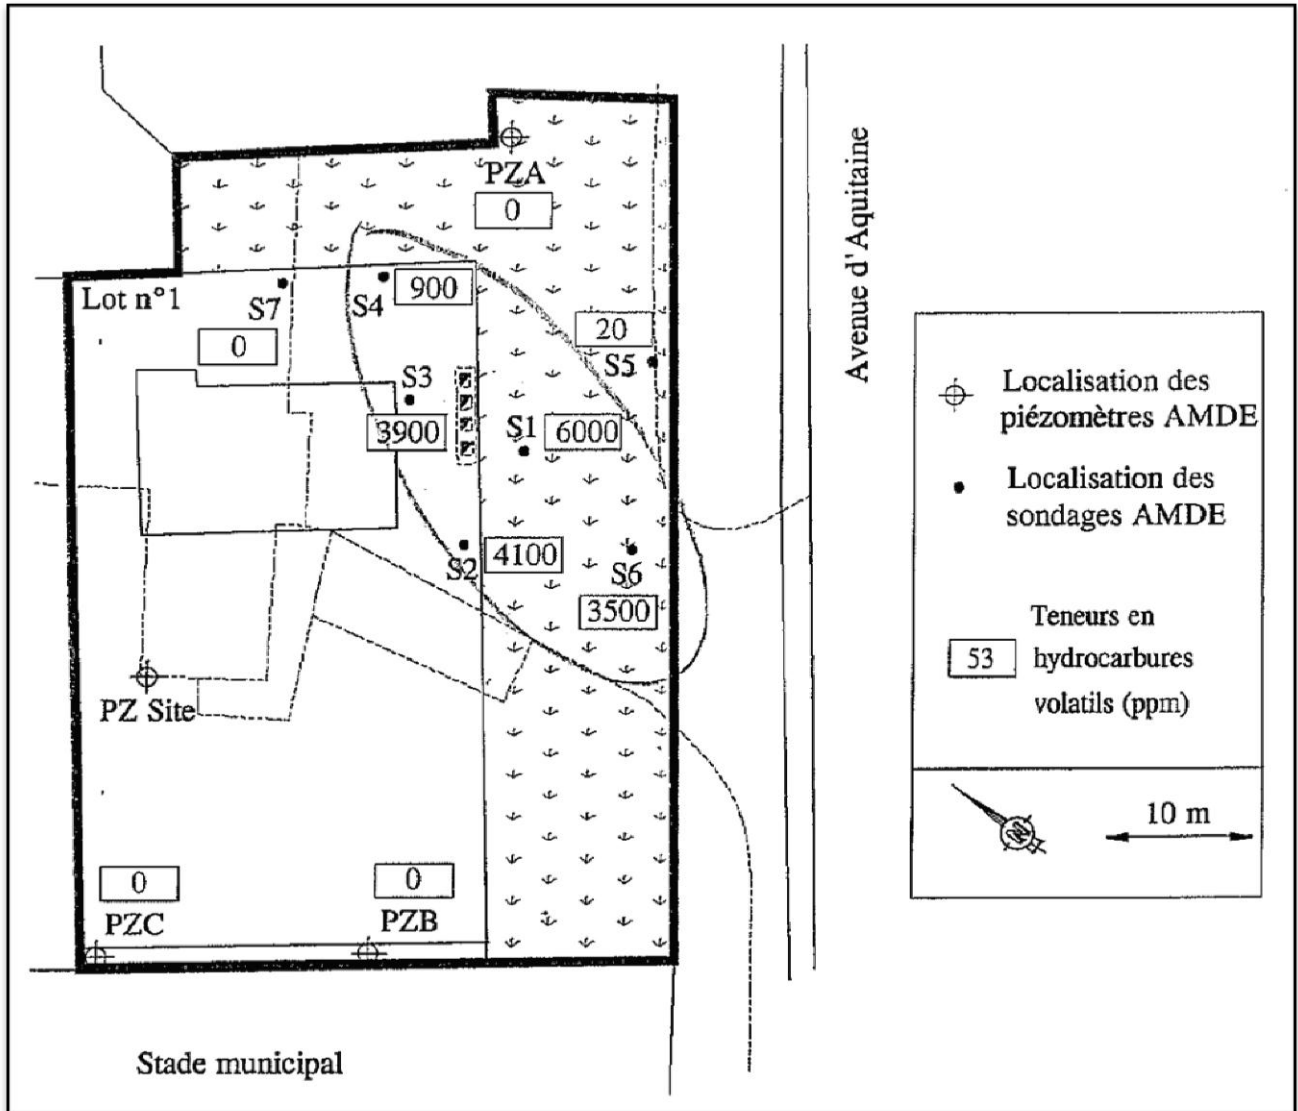 PZA
0
Lot n°1
S7
0
S4
900
20
S5
S3
3900
S1
6000
S2
4100
S6
3500
PZ Site
0
PZC
0
PZB
Stade municipal
Avenue d'Aquitaine
Localisation des
piézomètres AMDE
Localisation des
sondages AMDE
Teneurs en
53 hydrocarbures
volatils (ppm)
N
10 m